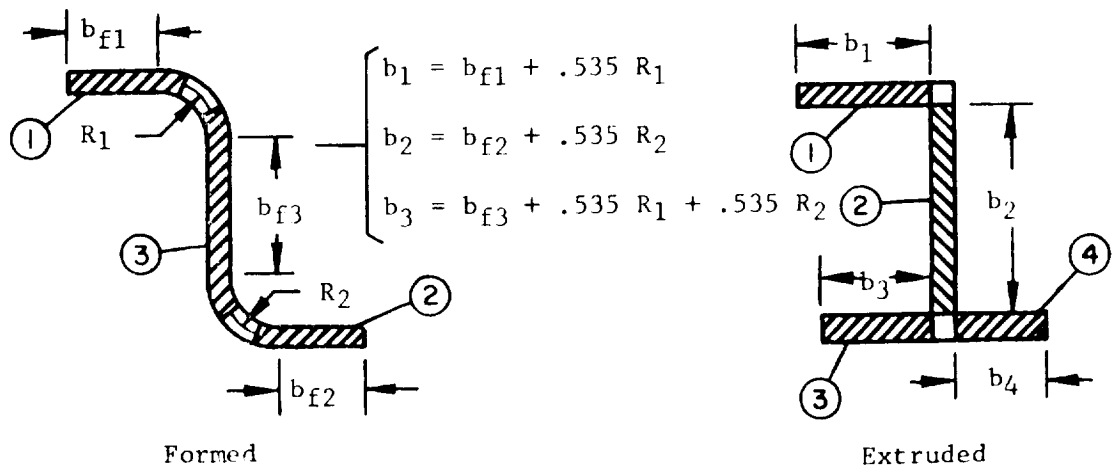 b_f1
1
R_1
b_f3
3
R_2
2
b_f2
Formed
b_1 = b_f1 + .535 R_1
b_2 = b_f2 + .535 R_2
b_3 = b_f3 + .535 R_1 + .535 R_2
b_1
1
2
b_2
b_3
4
3
b_4
Extruded